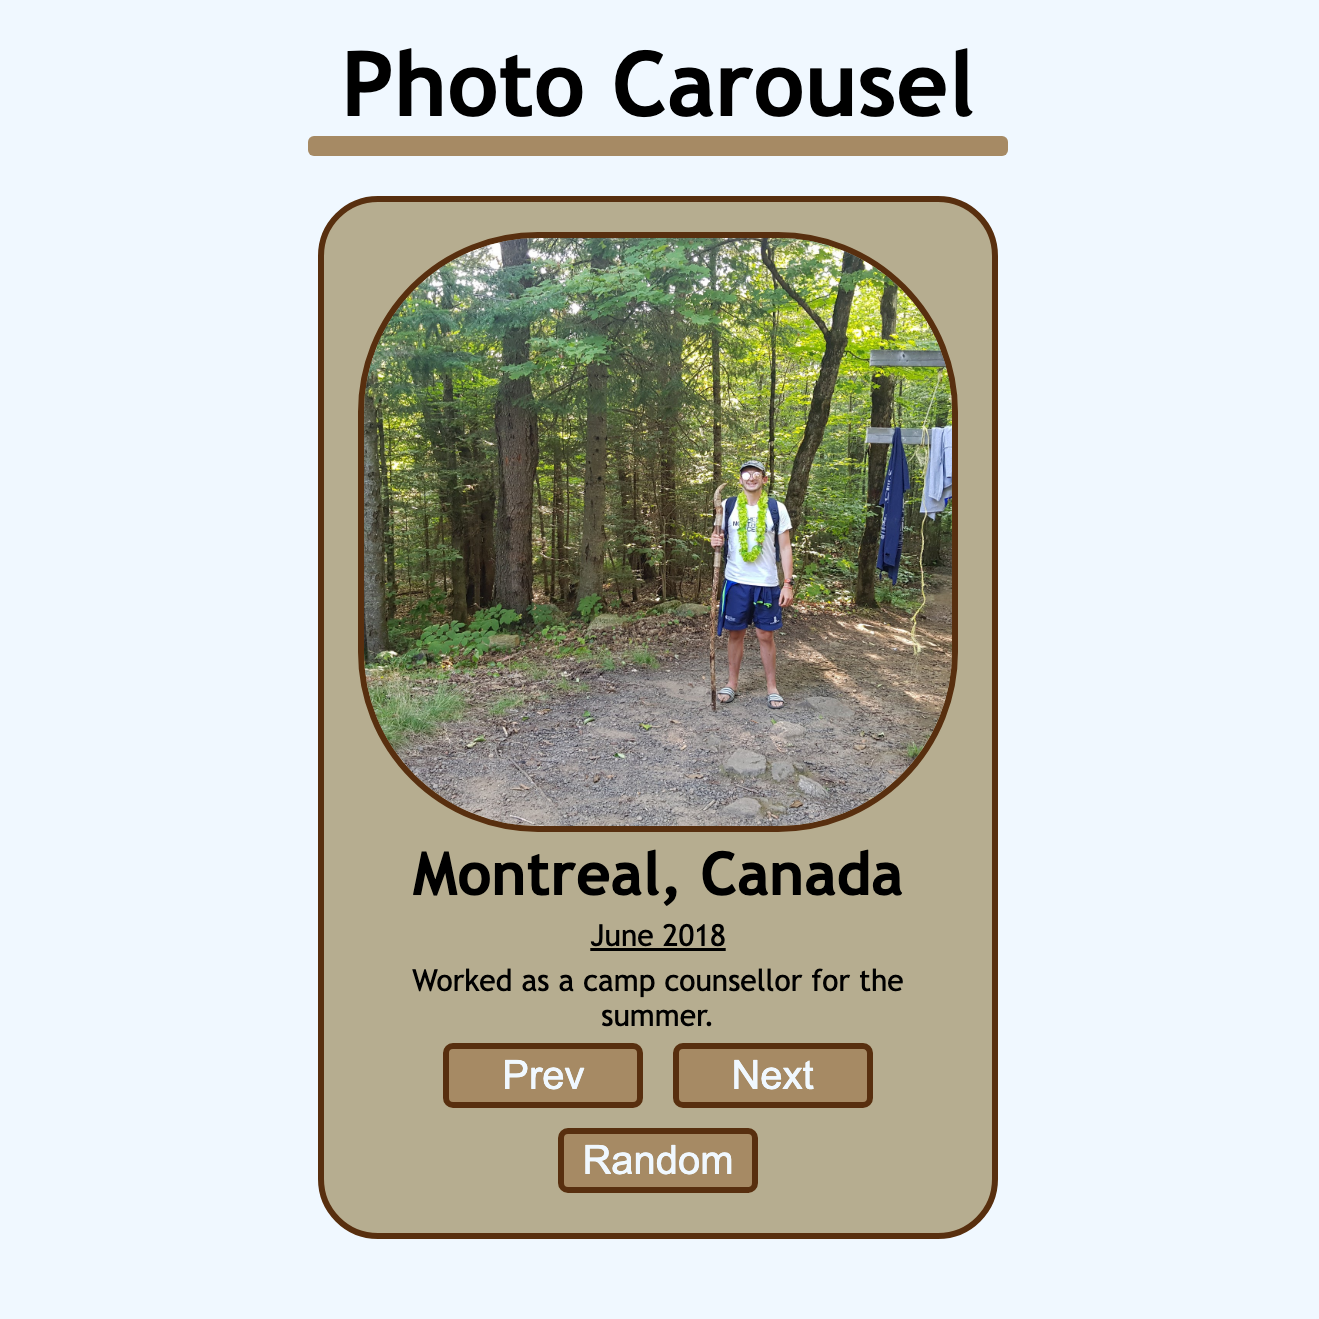 Photo Carousel
Montreal, Canada
June 2018
Worked as a camp counsellor for the
summer.
Prev
Next
Random